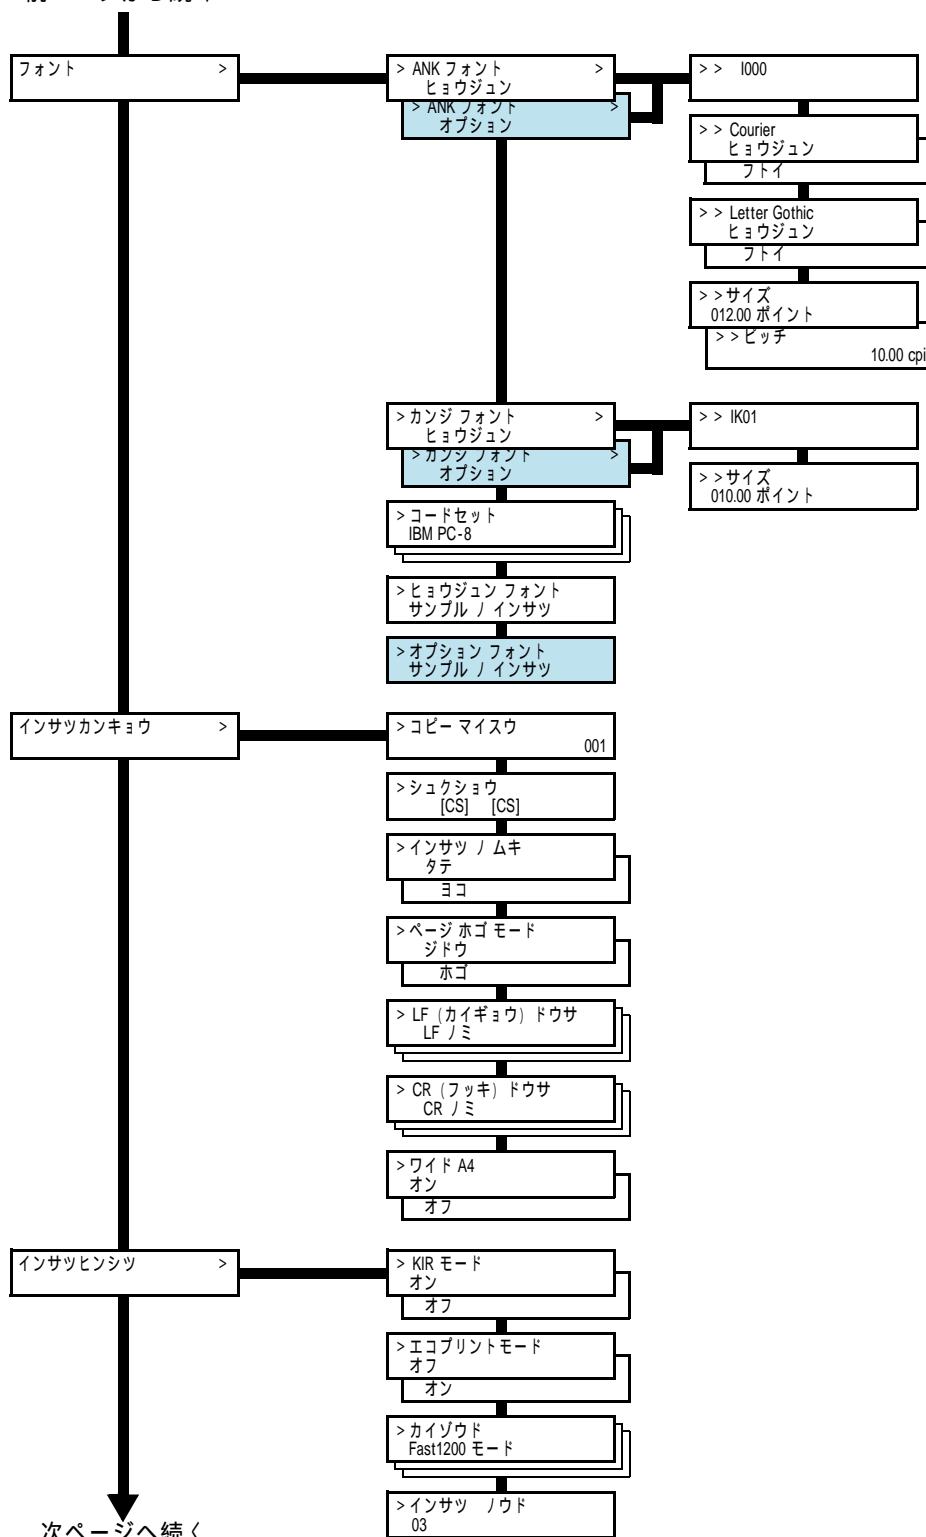 フォント >
> ANK フォント >
ヒョウジュン
> ANK フォント >
オプション
>> I000
>> Courier
ヒョウジュン
フトイ
>> Letter Gothic
ヒョウジュン
フトイ
>>サイズ
012.00 ポイント
>>ピッチ
10.00 cpi
>カンジ フォント >
ヒョウジュン
>カンジ フォント >
オプション
>> IK01
>>サイズ
010.00 ポイント
>コードセット
IBM PC-8
>ヒョウジュン フォント
サンプル ノ インサツ
>オプション フォント
サンプル ノ インサツ
インサツカンキョウ >
>コピー マイスウ
001
>シュクショウ
[CS] [CS]
>インサツ ノ ムキ
タテ
ヨコ
>ページ ホゴ モード
ジドウ
ホゴ
> LF (カイギョウ) ドウサ
LF ノミ
> CR (フッキ) ドウサ
CR ノミ
>ワイド A4
オン
オフ
インサツヒンシツ >
> KIR モード
オン
オフ
>エコプリントモード
オフ
オン
>カイゾウド
Fast1200 モード
>インサツ ノウド
03
次ページへ続く